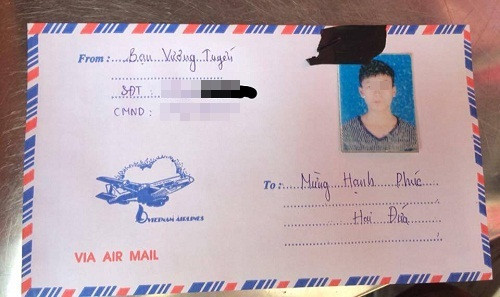 From : Bạn Vương Tuyết
SĐT :
CMND :
VIETNAM AIRLINES
To : Mừng Hạnh Phúc
Hai Đứa
VIA AIR MAIL